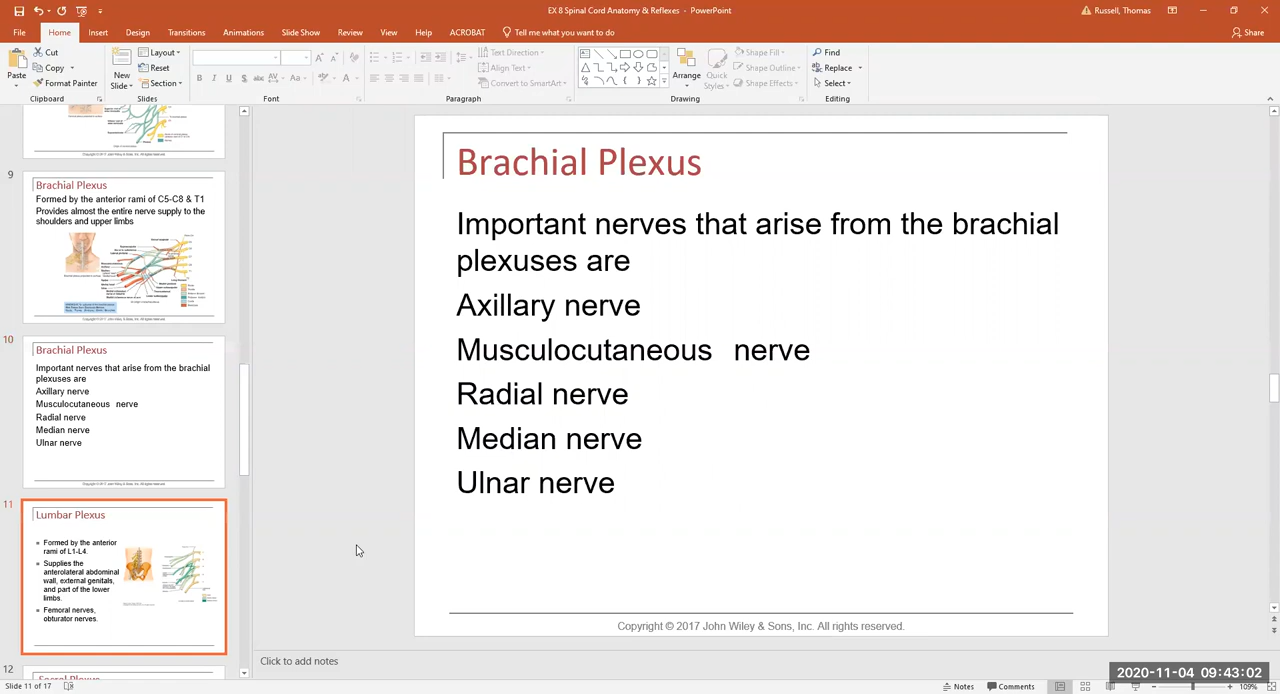 EX 8 Spinal Cord Anatomy & Reflexes - PowerPoint
Russell, Thomas
File Home Insert Design Transitions Animations Slide Show Review View Help ACROBAT Tell me what you want to do
Share
Paste
Cut
Copy
Format Painter
Clipboard
New Slide
Layout
Reset
Section
Slides
B I U S abc AV Aa A
Font
Text Direction
Align Text
Convert to SmartArt
Paragraph
Arrange
Quick Styles
Shape Fill
Shape Outline
Shape Effects
Drawing
Find
Replace
Select
Editing
9
Brachial Plexus
Formed by the anterior rami of C5-C8 & T1
Provides almost the entire nerve supply to the
shoulders and upper limbs
10
Brachial Plexus
Important nerves that arise from the brachial
plexuses are
Axillary nerve
Musculocutaneous nerve
Radial nerve
Median nerve
Ulnar nerve
11
Lumbar Plexus
Formed by the anterior
rami of L1-L4.
Supplies the
anterolateral abdominal
wall, external genitals,
and part of the lower
limbs.
Femoral nerves,
obturator nerves.
12
Brachial Plexus
Important nerves that arise from the brachial
plexuses are
Axillary nerve
Musculocutaneous nerve
Radial nerve
Median nerve
Ulnar nerve
Copyright © 2017 John Wiley & Sons, Inc. All rights reserved.
Click to add notes
2020-11-04 09:43:02
Slide 11 of 17
Notes
Comments
109%